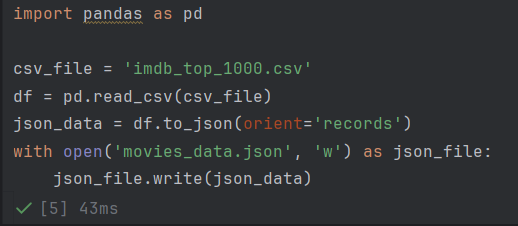 import pandas as pd
csv_file = 'imdb_top_1000.csv'
df = pd.read_csv(csv_file)
json_data = df.to_json(orient='records')
with open('movies_data.json', 'w') as json_file:
    json_file.write(json_data)
[5] 43ms